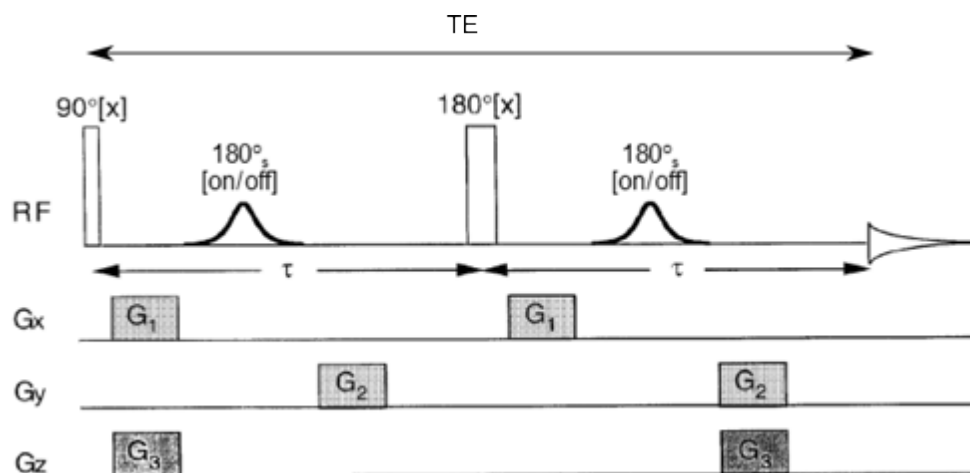 TE
90°[x] 180°[x]
180°s 180°s
[on/off] [on/off]
RF
τ τ
Gx G1 G1
Gy G2 G2
Gz G3 G3